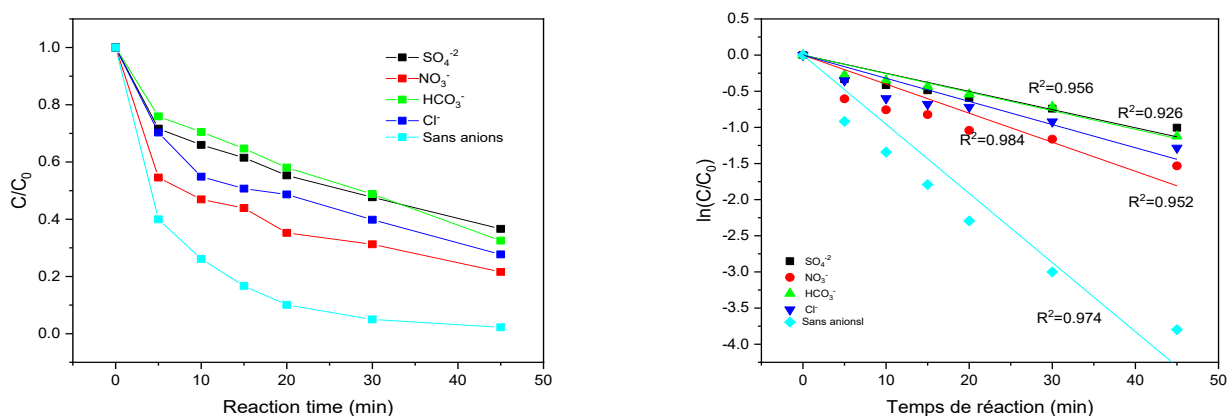 1.0
0.8
0.6
0.4
0.2
0.0
C/C₀
0
10
20
30
40
50
Reaction time (min)
SO₄⁻²
NO₃⁻
HCO₃⁻
Cl⁻
Sans anions
0.5
0.0
-0.5
-1.0
-1.5
-2.0
-2.5
-3.0
-3.5
-4.0
ln(C/C₀)
0
10
20
30
40
50
Temps de réaction (min)
R²=0.956
R²=0.926
R²=0.984
R²=0.952
R²=0.974
SO₄⁻²
NO₃⁻
HCO₃⁻
Cl⁻
Sans anionsl